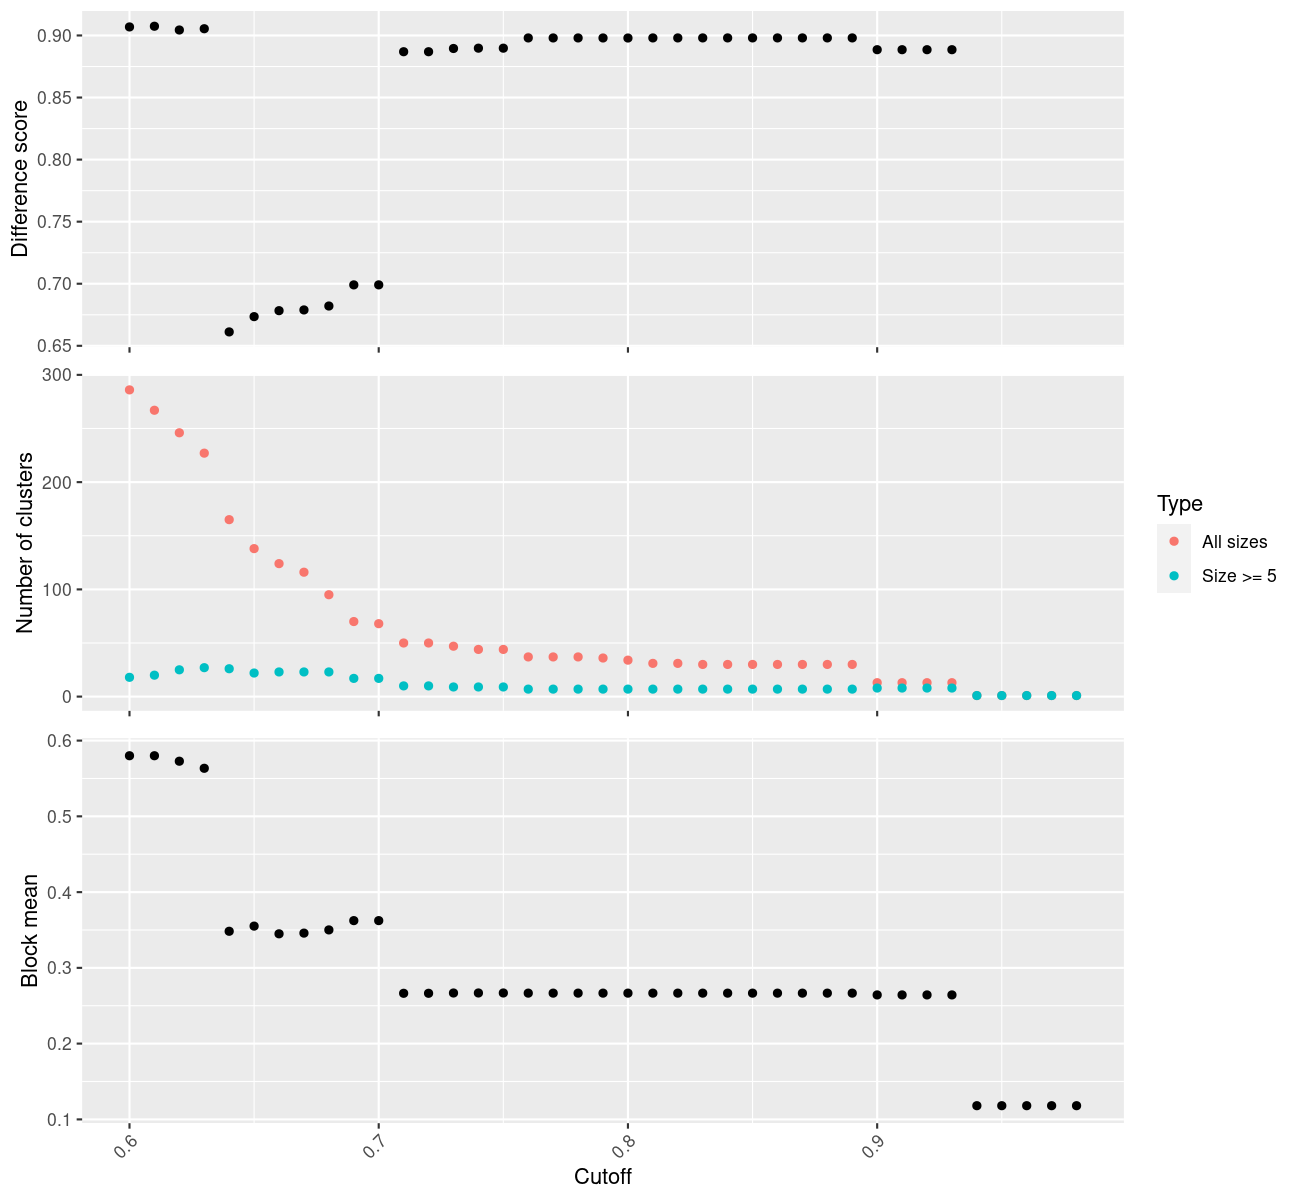 Difference score
0.90
0.85
0.80
0.75
0.70
0.65
Number of clusters
300
200
100
0
Type
All sizes
Size >= 5
Block mean
0.6
0.5
0.4
0.3
0.2
0.1
0.6
0.7
0.8
0.9
Cutoff